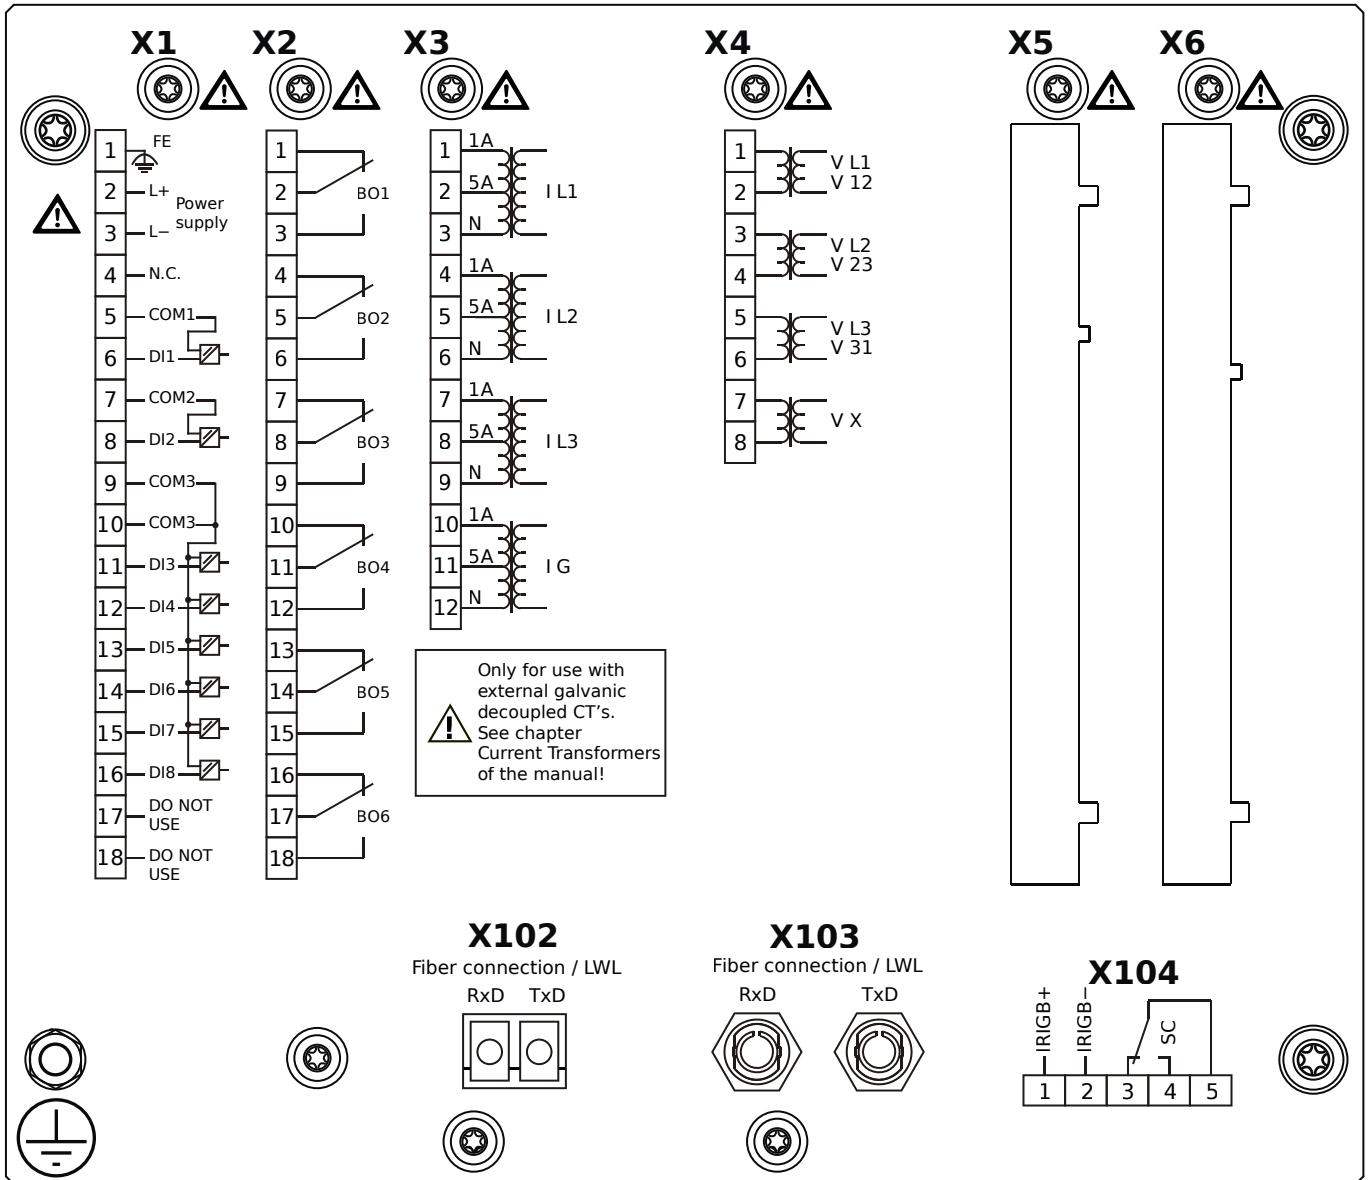 X1
X2
X3
X4
X5
X6
1 FE
2 L+
Power
supply
3 L−
4 N.C.
5 COM1
6 DI1
7 COM2
8 DI2
9 COM3
10 COM3
11 DI3
12 DI4
13 DI5
14 DI6
15 DI7
16 DI8
17 DO NOT
USE
18 DO NOT
USE
1
2 BO1
3
4
5 BO2
6
7
8 BO3
9
10
11 BO4
12
13
14 BO5
15
16
17 BO6
18
1 1A
2 5A I L1
3 N
4 1A
5 5A I L2
6 N
7 1A
8 5A I L3
9 N
10 1A
11 5A I G
12 N
Only for use with
external galvanic
decoupled CT's.
See chapter
Current Transformers
of the manual!
1 V L1
2 V 12
3 V L2
4 V 23
5 V L3
6 V 31
7 V X
8
X102
Fiber connection / LWL
RxD TxD
X103
Fiber connection / LWL
RxD TxD
X104
IRIGB+
IRIGB−
SC
1 2 3 4 5